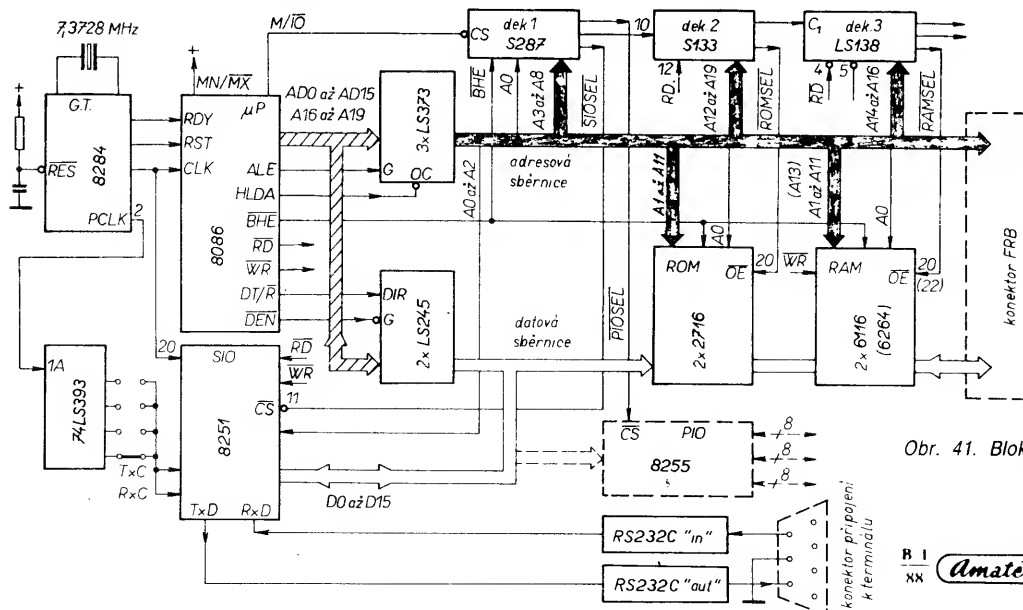 7,3728 MHz
G.T.
RDY
RST
RES
CLK
8284
PCLK
2
M/IO
MN/MX
μP
ALE
HLDA
BHE
RD
WR
DT/R
DEN
8086
AD0 až AD15
A16 až A19
3×LS373
G
OC
DIR
G
2×LS245
dek 1
CS
S287
BHE
A0
A3 až A8
SIOSEL
10
dek 2
S133
12
RD
A12 až A19
ROMSEL
C1
dek.3
LS138
4
5
RD
A14 až A16
RAMSEL
adresová
sběrnice
A0 až A2
A1 až A11
A0
(A13)
A1 až A11
A0
ROM
OE
20
2×2716
WR
RAM
OE
20
(22)
2×6116
(6264)
konektor FRB
datová
sběrnice
PIOSEL
1A
74LS393
TxC
RxC
20
SIO
RD
WR
CS
11
8251
TxD
RxD
D0 až D15
CS
PIO
8255
8
8
8
RS232C "in"
RS232C "out"
konektor připojení
k terminálu
Obr. 41. Blok
B 1
88
Amaté